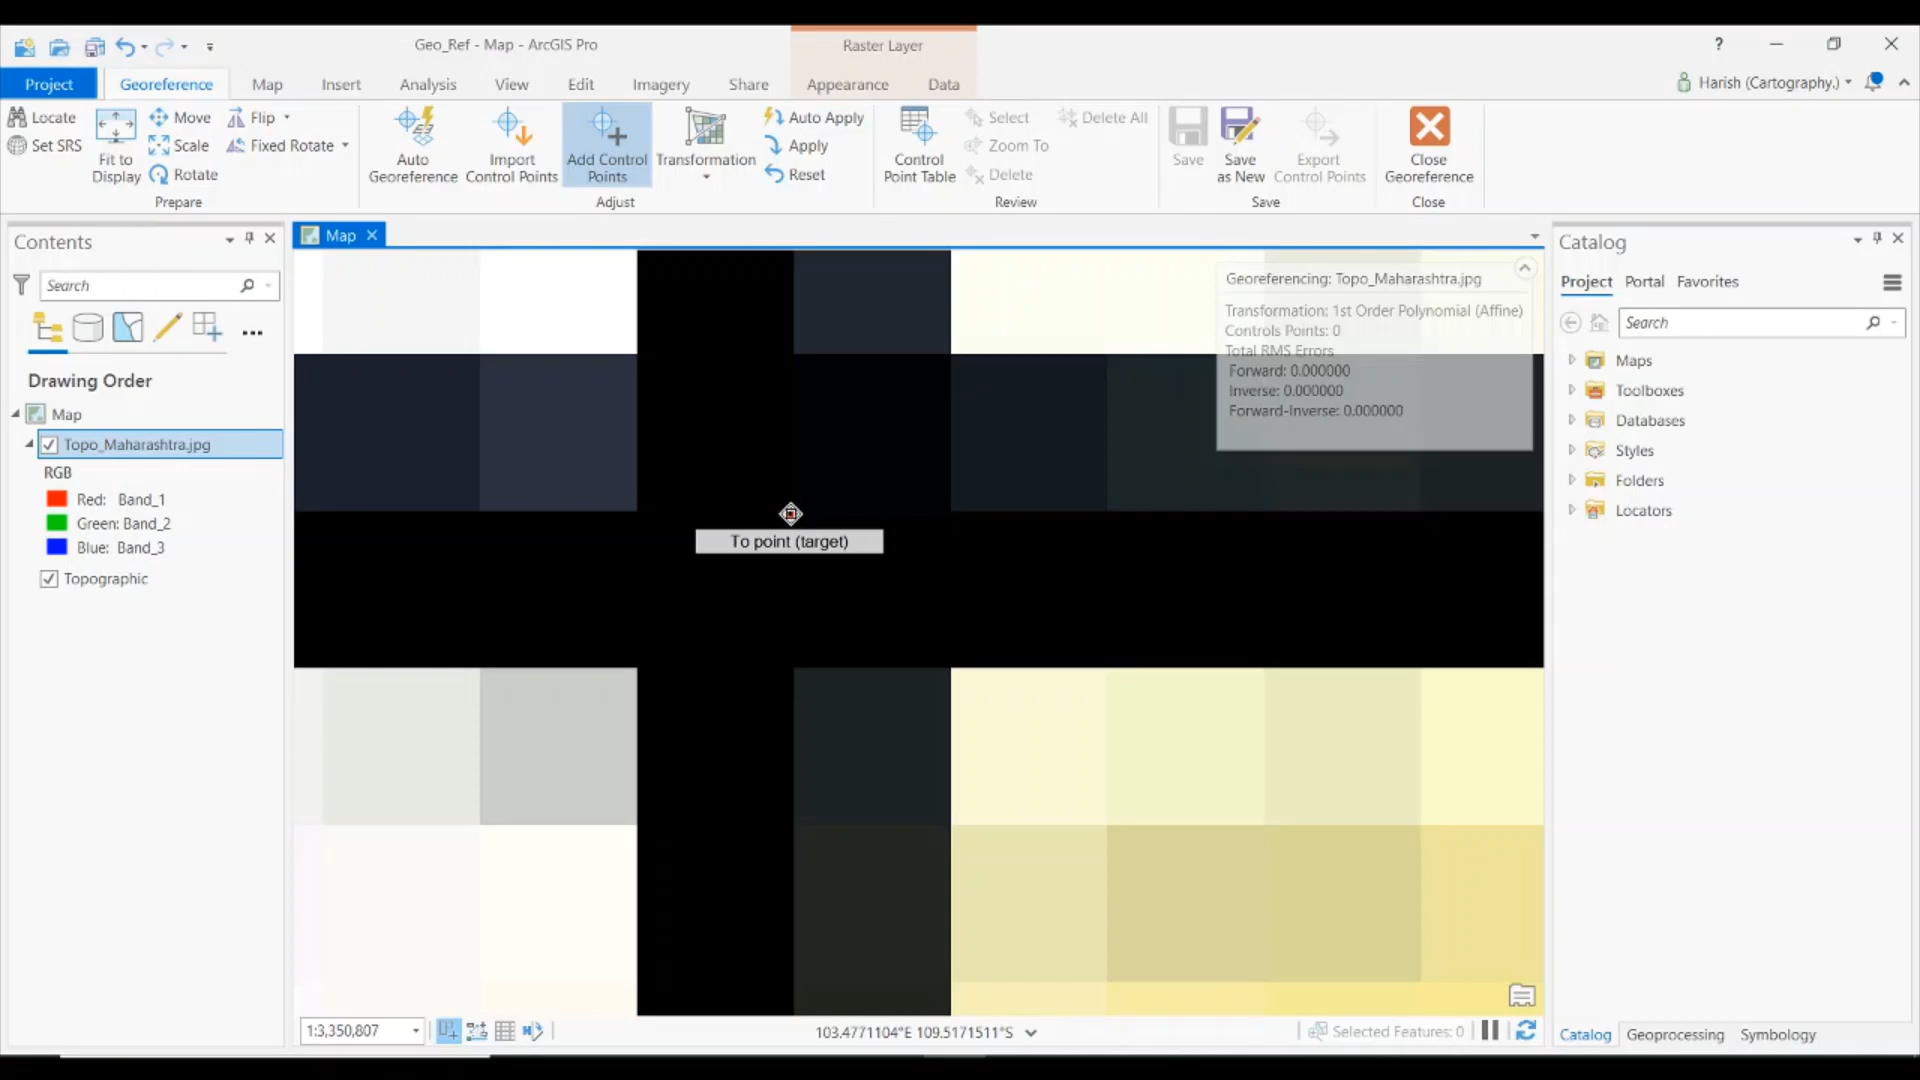 Geo_Ref - Map - ArcGIS Pro
Raster Layer
?
Project
Georeference
Map
Insert
Analysis
View
Edit
Imagery
Share
Appearance
Data
Harish (Cartography.)
Locate
Set SRS
Fit to Display
Move
Scale
Rotate
Flip
Fixed Rotate
Prepare
Auto Georeference
Import Control Points
Add Control Points
Transformation
Auto Apply
Apply
Reset
Adjust
Control Point Table
Select
Zoom To
Delete
Delete All
Review
Save
Save as New
Export Control Points
Save
Close Georeference
Close
Contents
Search
Drawing Order
Map
Topo_Maharashtra.jpg
RGB
Red: Band_1
Green: Band_2
Blue: Band_3
Topographic
Map
Georeferencing: Topo_Maharashtra.jpg
Transformation: 1st Order Polynomial (Affine)
Controls Points: 0
Total RMS Errors
Forward: 0.000000
Inverse: 0.000000
Forward-Inverse: 0.000000
To point (target)
1:3,350,807
103.4771104°E 109.5171511°S
Selected Features: 0
Catalog
Project
Portal
Favorites
Search
Maps
Toolboxes
Databases
Styles
Folders
Locators
Catalog
Geoprocessing
Symbology